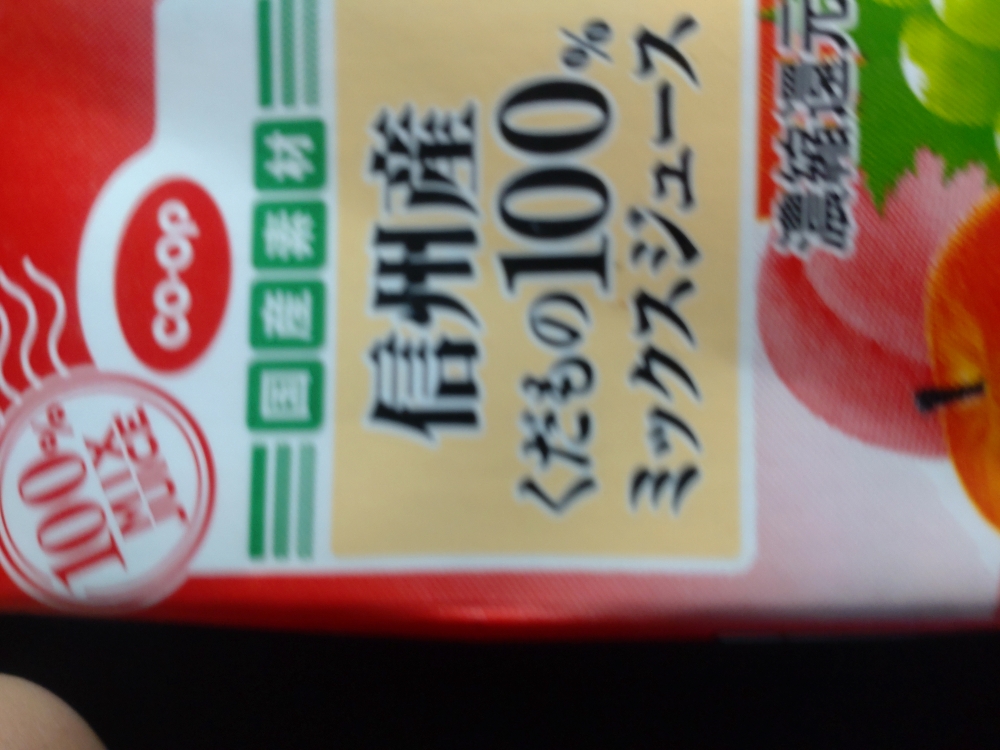 co·op
国産素材
信州産
くだもの100%
ミックスジュース
濃縮還元
100%
MIX
JUICE